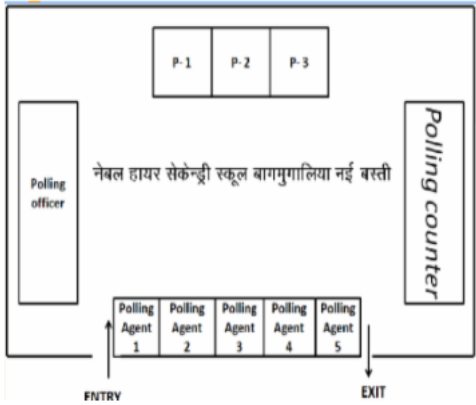 P-1 P-2 P-3
Polling officer
नेबल हायर सेकेन्ड्री स्कूल बागमुगालिया नई बस्ती
Polling counter
Polling Agent 1
Polling Agent 2
Polling Agent 3
Polling Agent 4
Polling Agent 5
ENTRY
EXIT